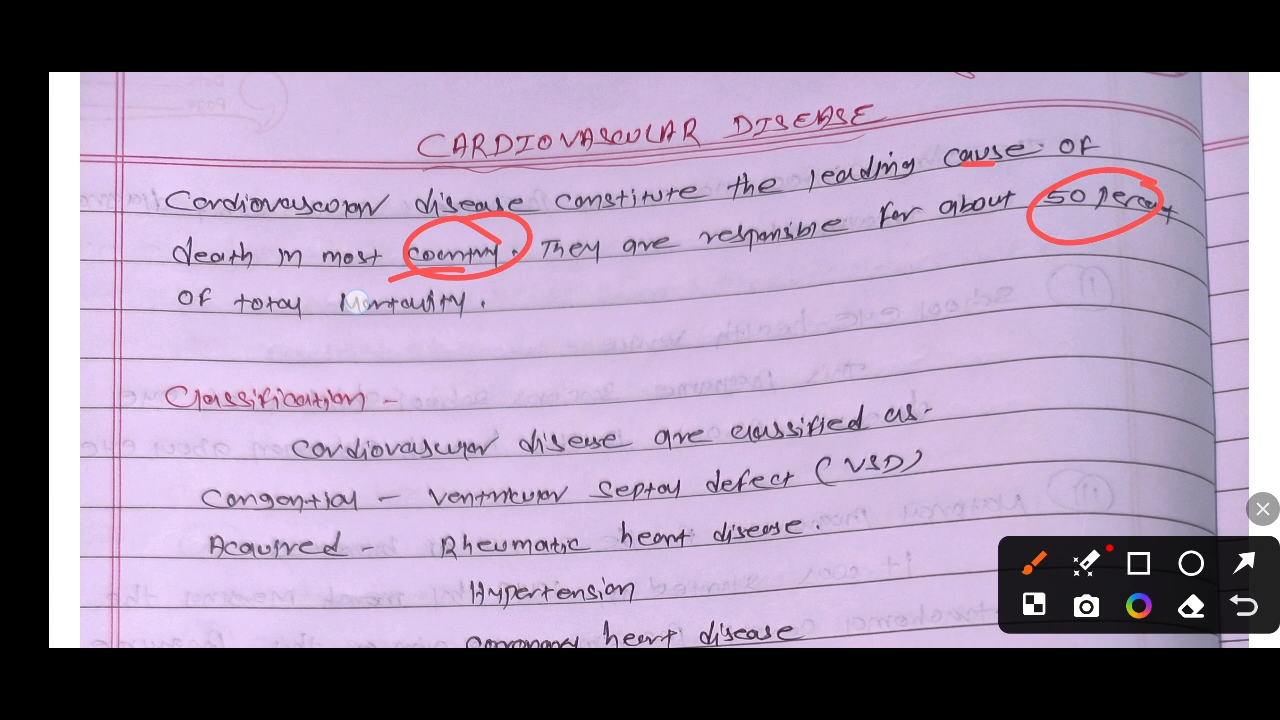 CARDIOVASCULAR DISEASE
Cardiovascular disease constitute the leading cause. OF
death in most country. They are responsible for about 50 percent
OF total Mortality.
Classification -
Cardiovascular disease are classified as-
Congential - Ventricular Septal defect (VSD)
Acquired - Rheumatic heart disease.
Hypertension
coronary heart disease